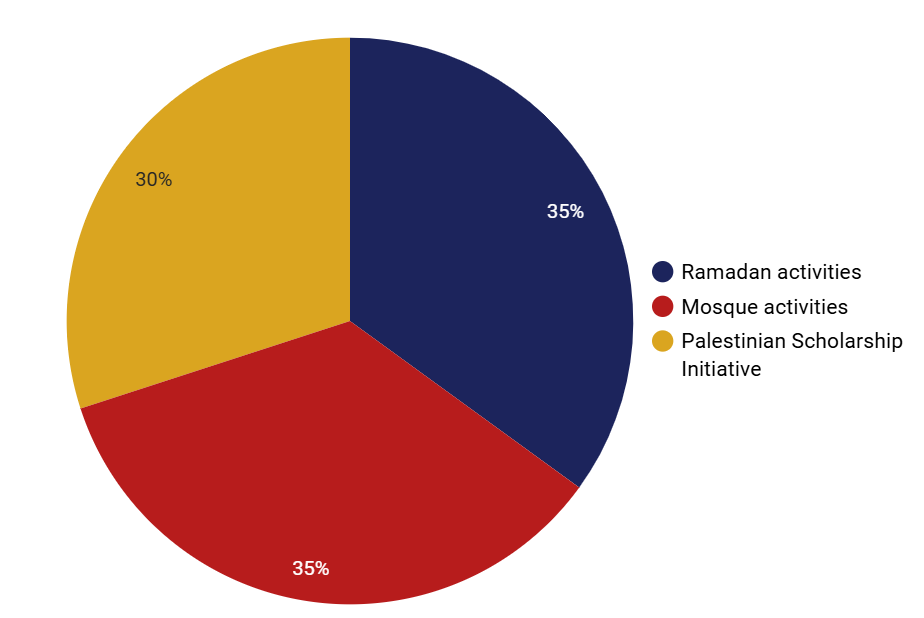 30%
35%
35%
Ramadan activities
Mosque activities
Palestinian Scholarship
Initiative